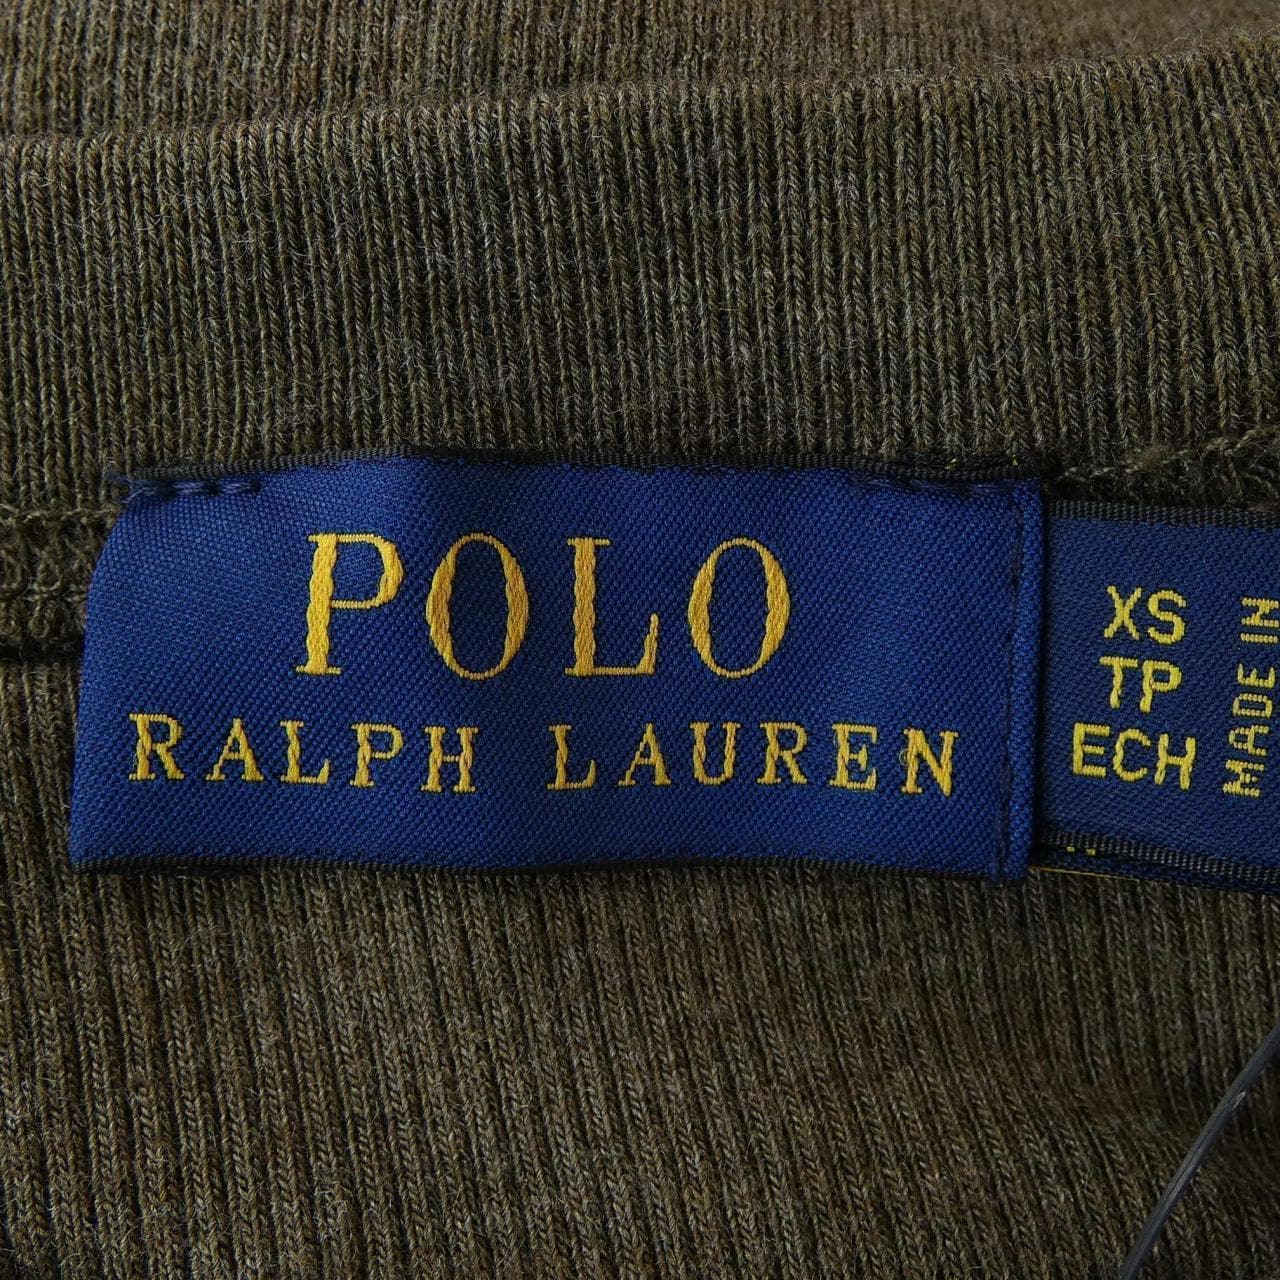 POLO
RALPH LAUREN
XS
TP
ECH
MADE IN